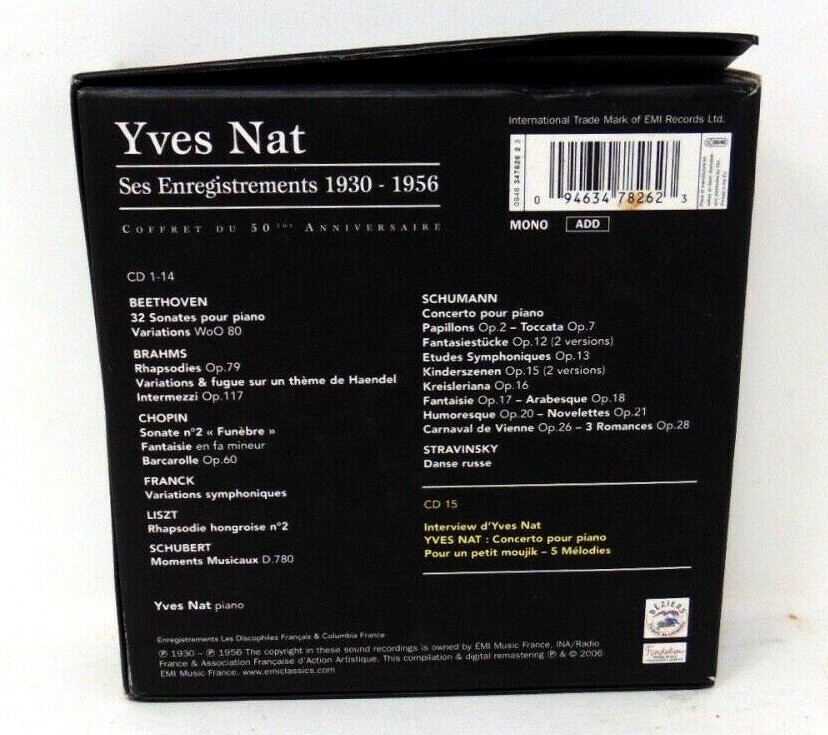 Yves Nat
Ses Enregistrements 1930 - 1956
COFFRET DU 50ème ANNIVERSAIRE
International Trade Mark of EMI Records Ltd.
0946 347826 2 3
0 94634 78262 3
MONO ADD
CD 1-14
BEETHOVEN
32 Sonates pour piano
Variations WoO 80
BRAHMS
Rhapsodies Op.79
Variations & fugue sur un thème de Haendel
Intermezzi Op.117
CHOPIN
Sonate n°2 « Funèbre »
Fantaisie en fa mineur
Barcarolle Op.60
FRANCK
Variations symphoniques
LISZT
Rhapsodie hongroise n°2
SCHUBERT
Moments Musicaux D.780
SCHUMANN
Concerto pour piano
Papillons Op.2 – Toccata Op.7
Fantasiestücke Op.12 (2 versions)
Etudes Symphoniques Op.13
Kinderszenen Op.15 (2 versions)
Kreisleriana Op.16
Fantaisie Op.17 – Arabesque Op.18
Humoresque Op.20 – Novelettes Op.21
Carnaval de Vienne Op.26 – 3 Romances Op.28
STRAVINSKY
Danse russe
CD 15
Interview d'Yves Nat
YVES NAT : Concerto pour piano
Pour un petit moujik – 5 Mélodies
Yves Nat piano
BÉZIERS
Fondation
Enregistrements Les Discophiles Français & Columbia France
℗ 1930 – ℗ 1956 The copyright in these sound recordings is owned by EMI Music France, INA/Radio
France & Association Française d'Action Artistique. This compilation & digital remastering ℗ & © 2006
EMI Music France. www.emiclassics.com